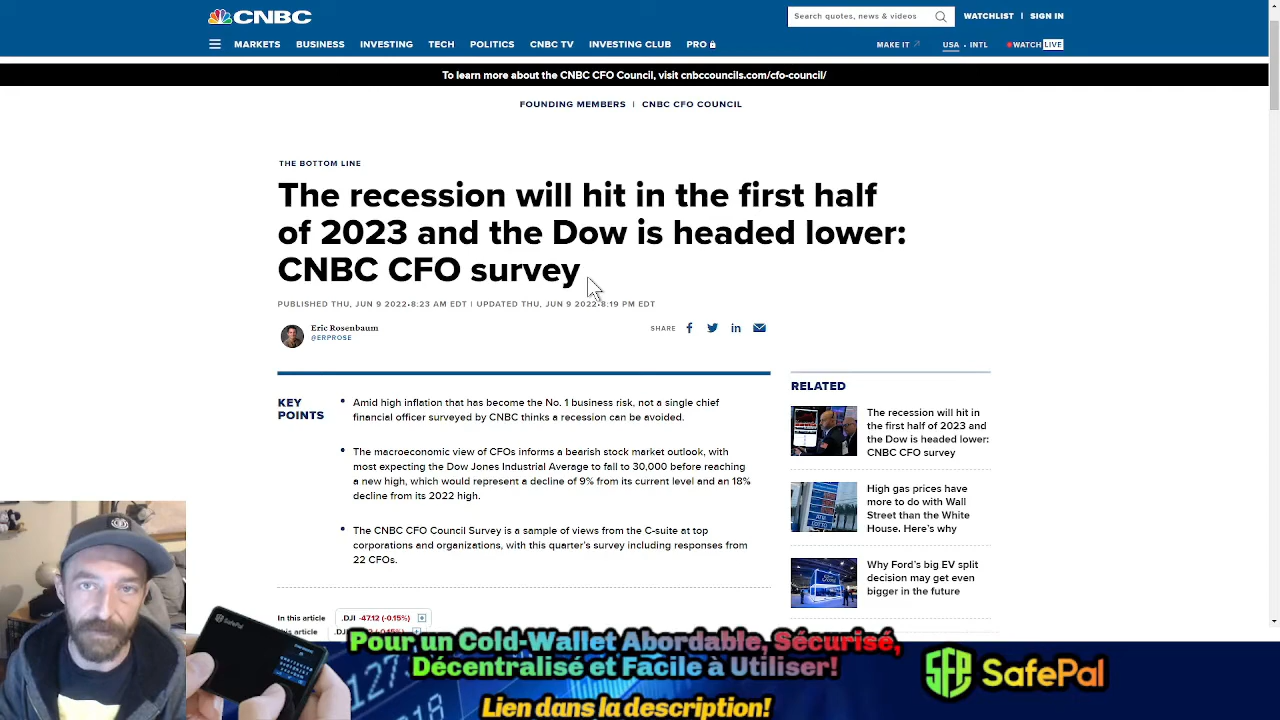 CNBC
Search quotes, news & videos
WATCHLIST | SIGN IN
MARKETS BUSINESS INVESTING TECH POLITICS CNBC TV INVESTING CLUB PRO
MAKE IT USA • INTL WATCH LIVE
To learn more about the CNBC CFO Council, visit cnbccouncils.com/cfo-council/
FOUNDING MEMBERS | CNBC CFO COUNCIL
THE BOTTOM LINE
The recession will hit in the first half
of 2023 and the Dow is headed lower:
CNBC CFO survey
PUBLISHED THU, JUN 9 2022•8:23 AM EDT | UPDATED THU, JUN 9 2022•8:19 PM EDT
Eric Rosenbaum
@ERPROSE
SHARE
KEY
POINTS
Amid high inflation that has become the No. 1 business risk, not a single chief
financial officer surveyed by CNBC thinks a recession can be avoided.
The macroeconomic view of CFOs informs a bearish stock market outlook, with
most expecting the Dow Jones Industrial Average to fall to 30,000 before reaching
a new high, which would represent a decline of 9% from its current level and an 18%
decline from its 2022 high.
The CNBC CFO Council Survey is a sample of views from the C-suite at top
corporations and organizations, with this quarter's survey including responses from
22 CFOs.
In this article .DJI -47.12 (-0.15%)
RELATED
The recession will hit in
the first half of 2023 and
the Dow is headed lower:
CNBC CFO survey
High gas prices have
more to do with Wall
Street than the White
House. Here's why
Why Ford's big EV split
decision may get even
bigger in the future
SafePal
Pour un Cold-Wallet Abordable, Sécurisé,
Décentralisé et Facile à Utiliser!
Lien dans la description!
SFP SafePal